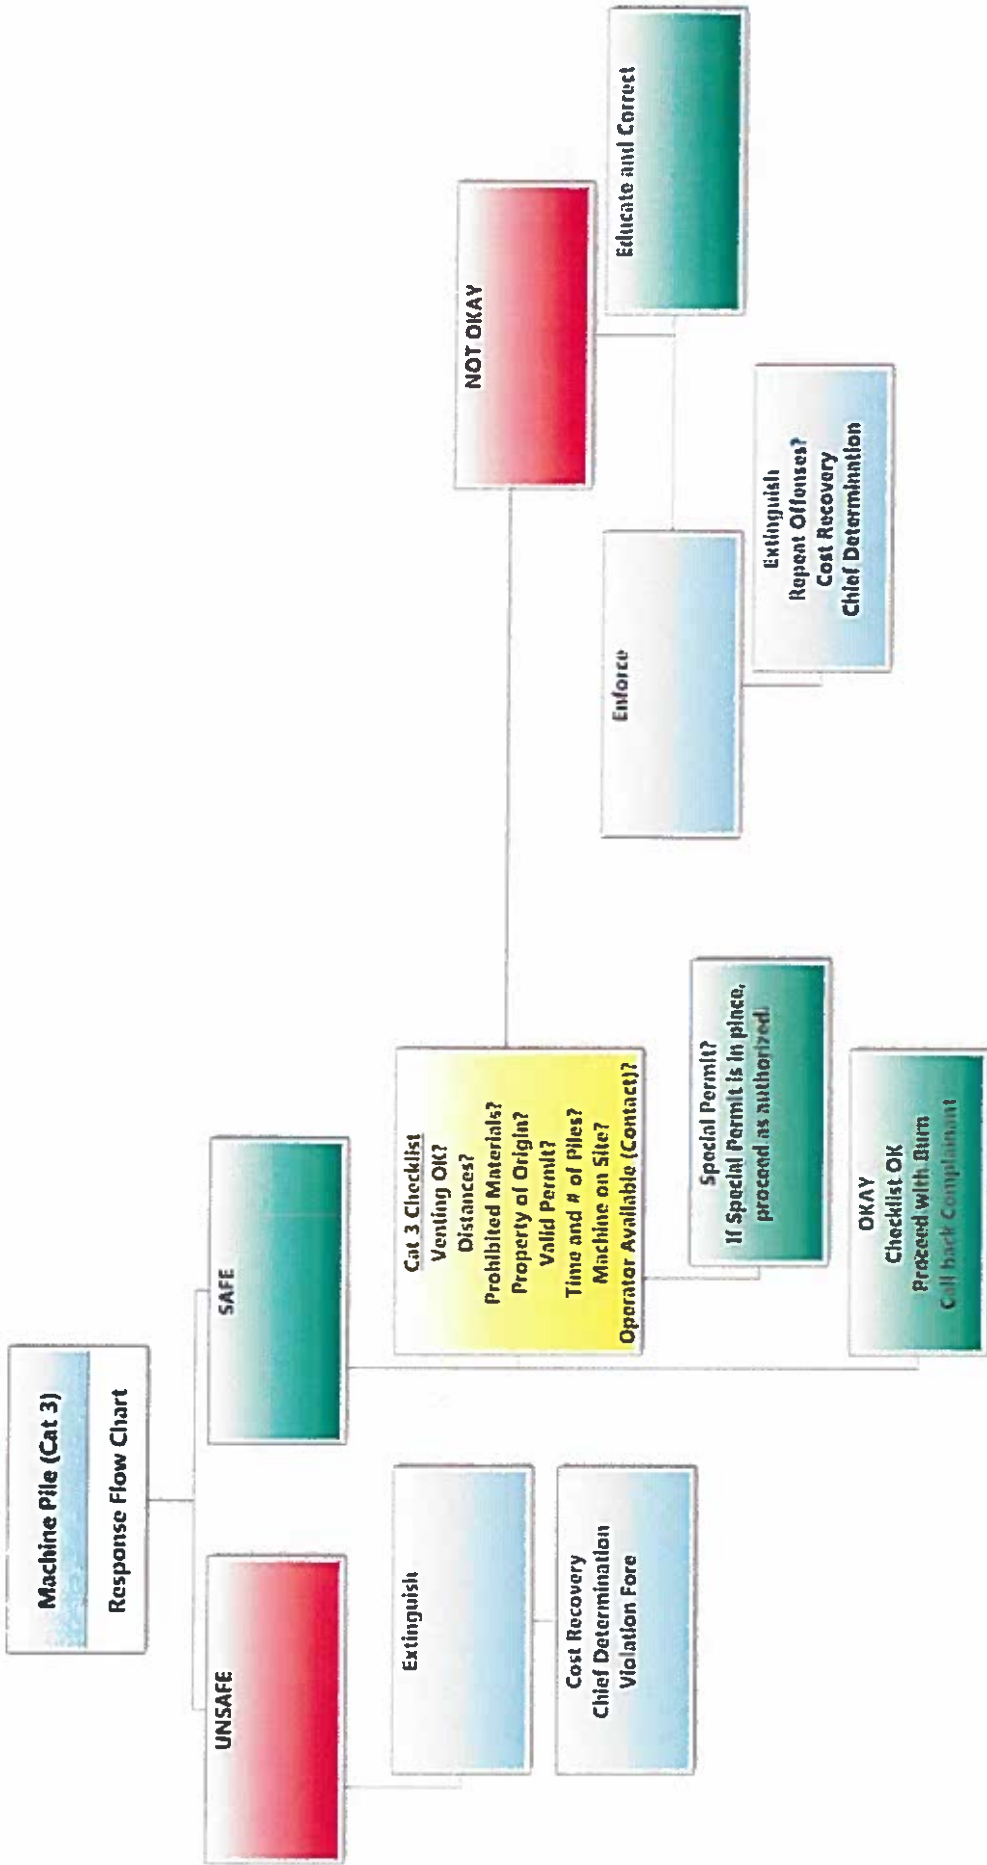 Machine Pile (Cat 3)
Response Flow Chart
UNSAFE
Extinguish
Cost Recovery
Chief Determination
Violation Fore
SAFE
Cat 3 Checklist
Venting OK?
Distances?
Prohibited Materials?
Property of Origin?
Valid Permit?
Time and # of Piles?
Machine on Site?
Operator Available (Contact)?
Special Permit?
If Special Permit is in place,
proceed as authorized.
OKAY
Checklist OK
Proceed with Burn
Call back Complanant
NOT OKAY
Enforce
Extinguish
Repeat Offenses?
Cost Recovery
Chief Determination
Educate and Correct